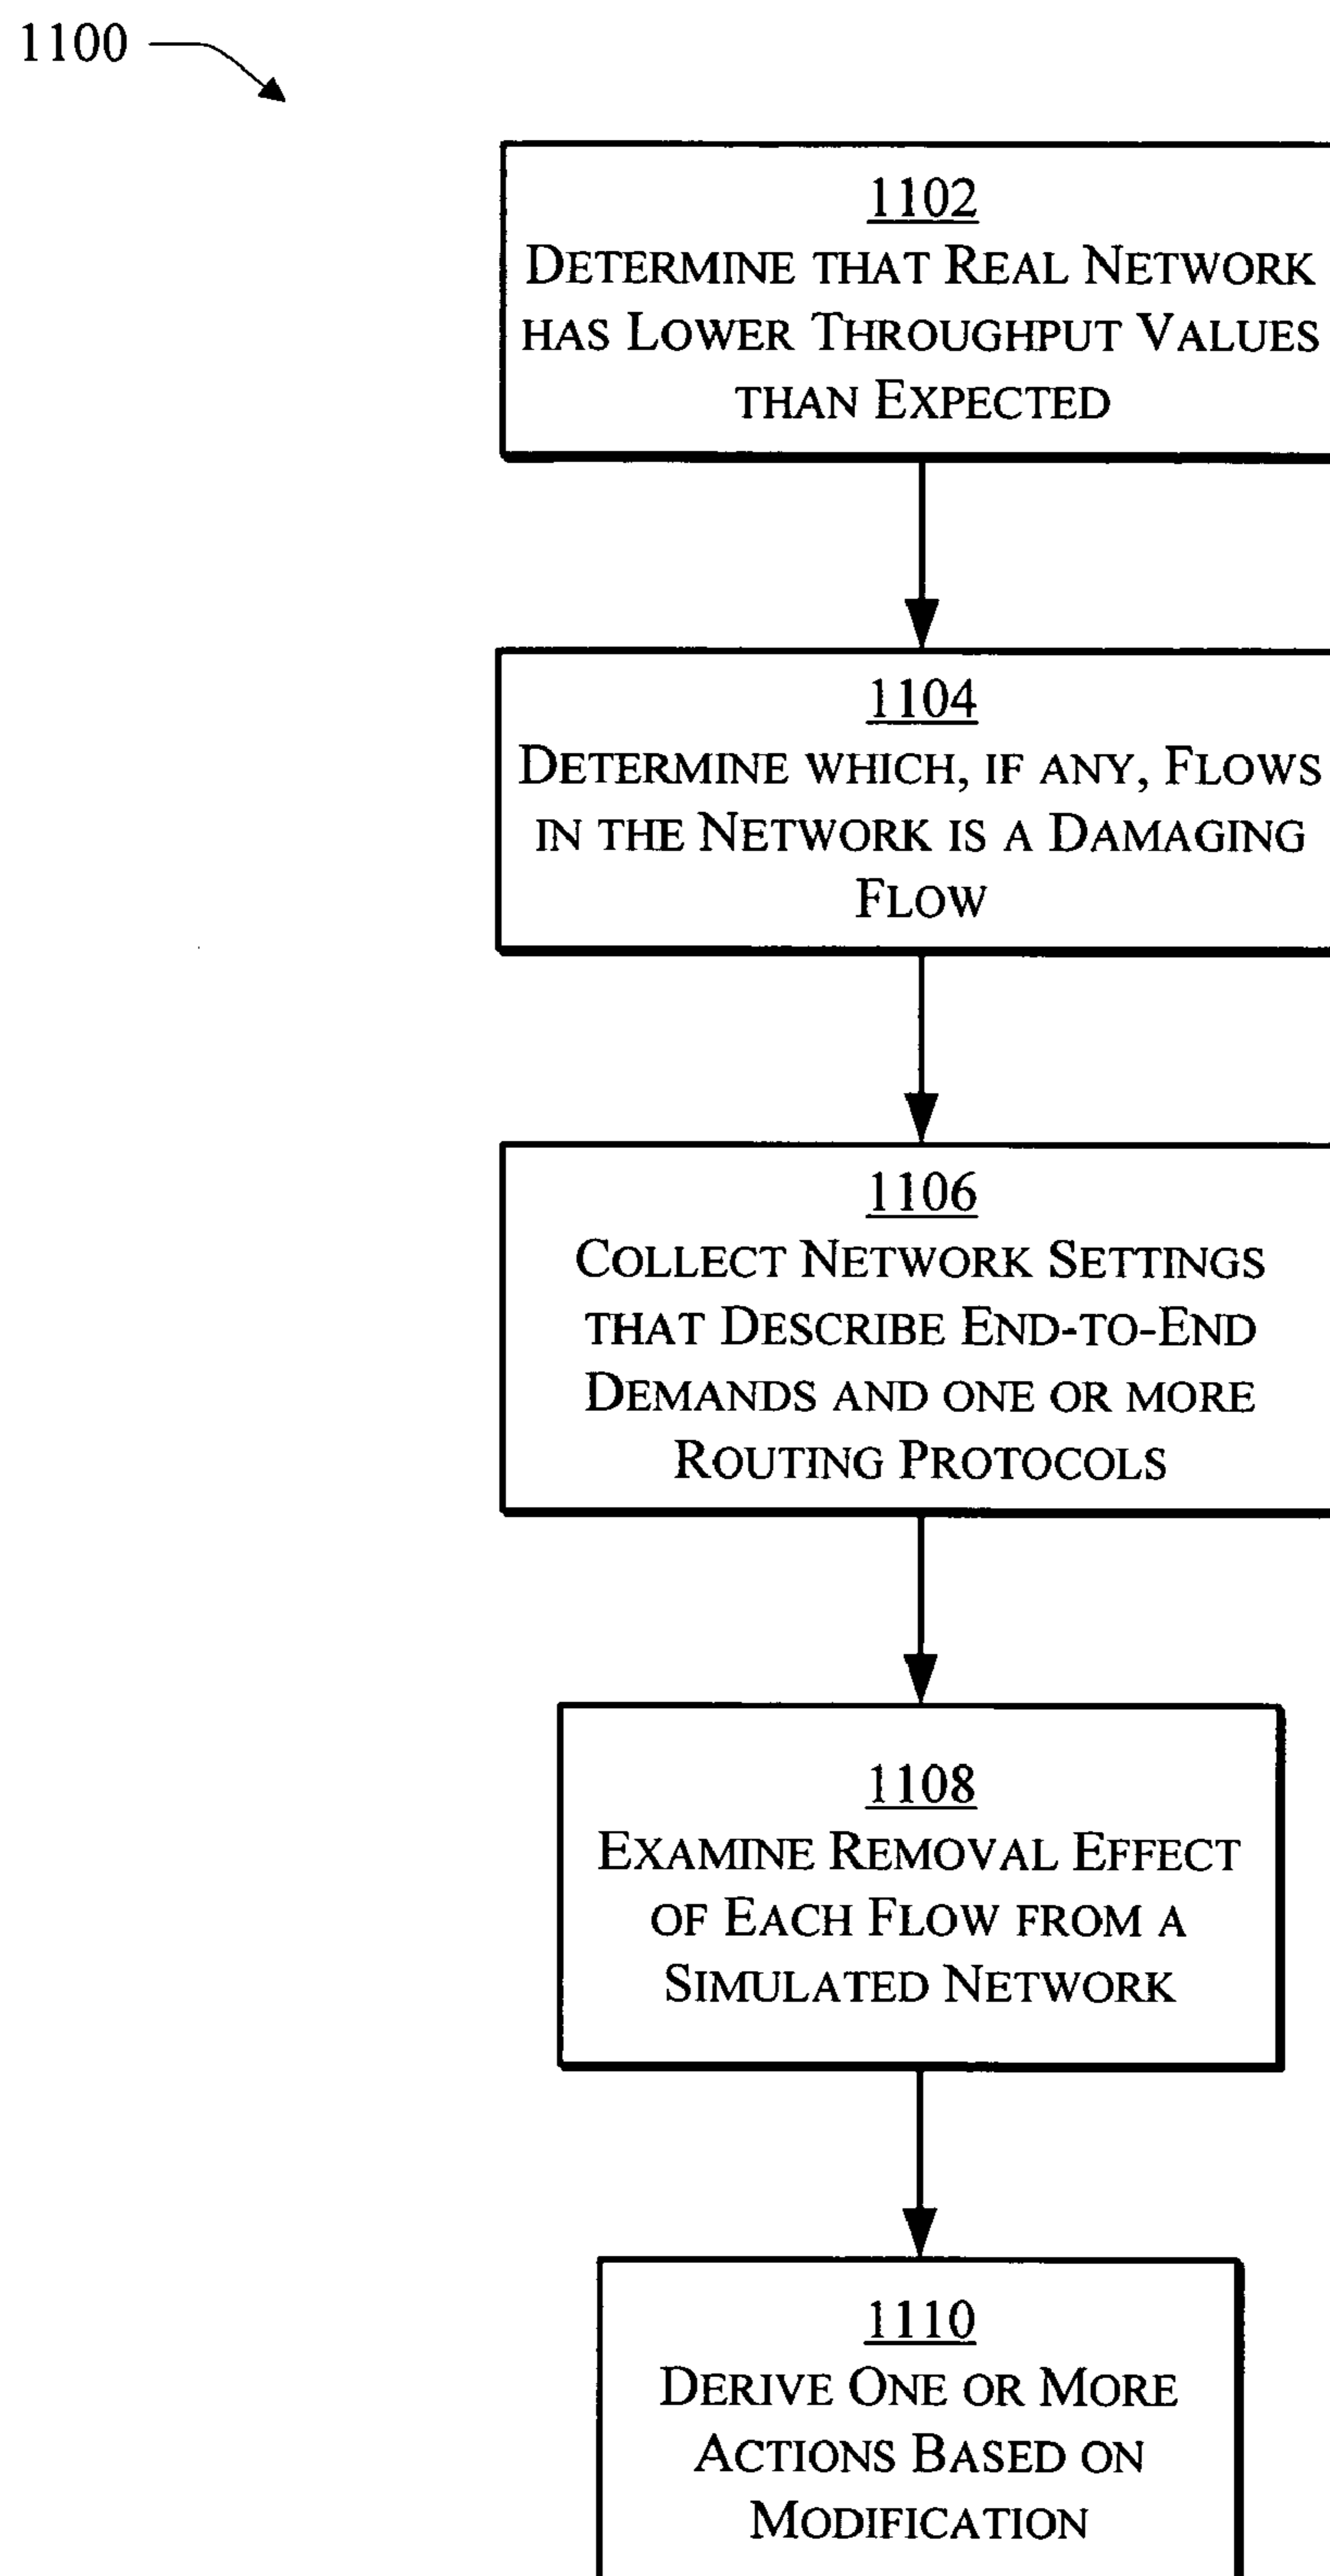 1100
1102
DETERMINE THAT REAL NETWORK
HAS LOWER THROUGHPUT VALUES
THAN EXPECTED
1104
DETERMINE WHICH, IF ANY, FLOWS
IN THE NETWORK IS A DAMAGING
FLOW
1106
COLLECT NETWORK SETTINGS
THAT DESCRIBE END-TO-END
DEMANDS AND ONE OR MORE
ROUTING PROTOCOLS
1108
EXAMINE REMOVAL EFFECT
OF EACH FLOW FROM A
SIMULATED NETWORK
1110
DERIVE ONE OR MORE
ACTIONS BASED ON
MODIFICATION